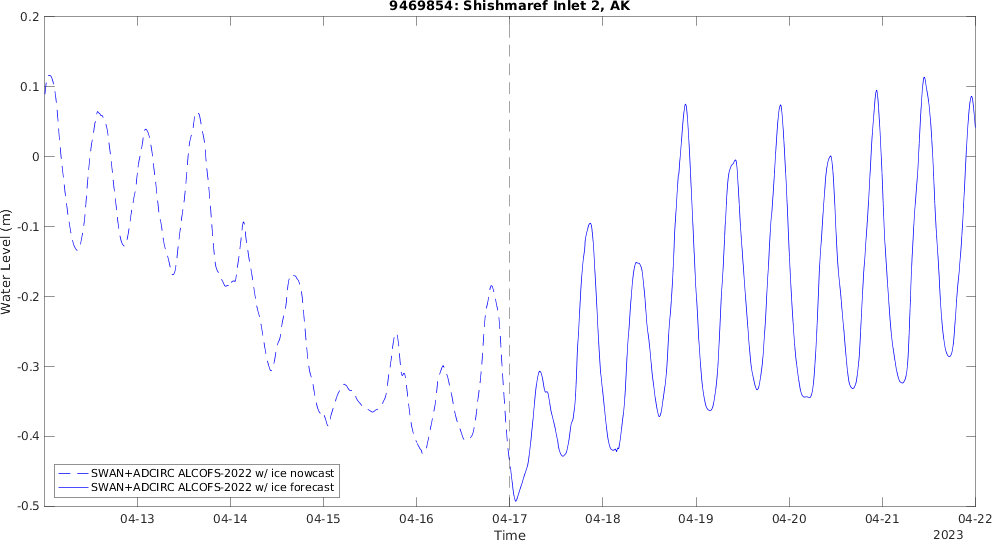 9469854: Shishmaref Inlet 2, AK
0.2
0.1
0
-0.1
-0.2
-0.3
-0.4
-0.5
Water Level (m)
SWAN+ADCIRC ALCOFS-2022 w/ ice nowcast
SWAN+ADCIRC ALCOFS-2022 w/ ice forecast
04-13 04-14 04-15 04-16 04-17 04-18 04-19 04-20 04-21 04-22
Time
2023